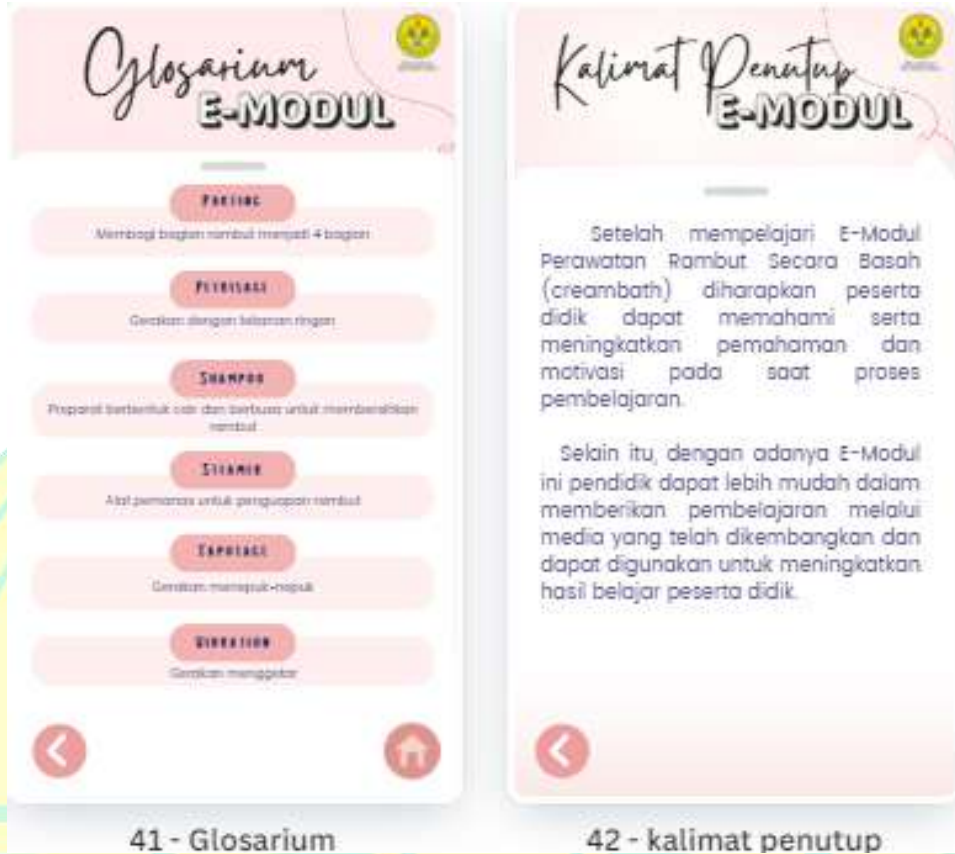 Glosarium
E-MODUL
PARTING
Membagi bagian rambut menjadi 4 bagian
PETRISAGE
Gerakan dengan tekanan ringan
SHAMPOO
Preparat berbentuk cair dan berbusa untuk membersihkan
rambut
STEAMER
Alat pemanas untuk penguapan rambut
TAPOTAGE
Gerakan menepuk-nepuk
VIBRATION
Gerakan menggetar
41 - Glosarium
Kalimat Penutup
E-MODUL
Setelah mempelajari E-Modul
Perawatan Rambut Secara Basah
(creambath) diharapkan peserta
didik dapat memahami serta
meningkatkan pemahaman dan
motivasi pada saat proses
pembelajaran.
Selain itu, dengan adanya E-Modul
ini pendidik dapat lebih mudah dalam
memberikan pembelajaran melalui
media yang telah dikembangkan dan
dapat digunakan untuk meningkatkan
hasil belajar peserta didik.
42 - kalimat penutup